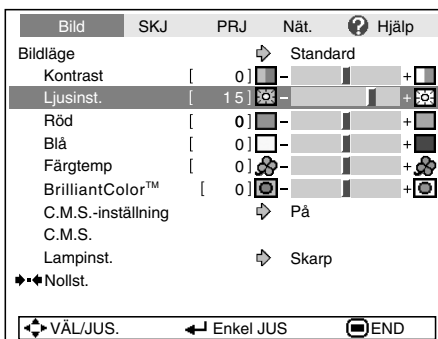 Bild SKJ PRJ Nät. ? Hjälp
Bildläge Standard
Kontrast [ 0 ] – +
Ljusinst. [ 15 ] – +
Röd [ 0 ] – +
Blå [ 0 ] – +
Färgtemp [ 0 ] – +
BrilliantColor™ [ 0 ] – +
C.M.S.-inställning På
C.M.S.
Lampinst. Skarp
Nollst.
VÄL/JUS. Enkel JUS END